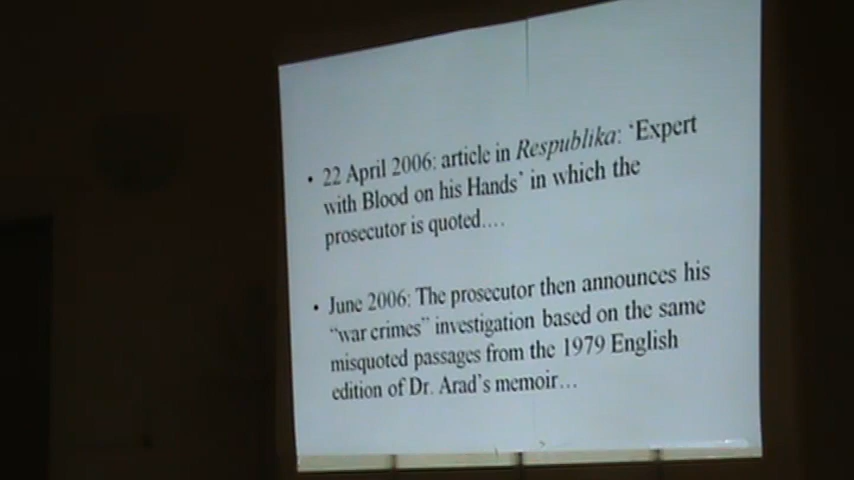 • 22 April 2006: article in Respublika: ‘Expert
with Blood on his Hands’ in which the
prosecutor is quoted….
• June 2006: The prosecutor then announces his
“war crimes” investigation based on the same
misquoted passages from the 1979 English
edition of Dr. Arad’s memoir…